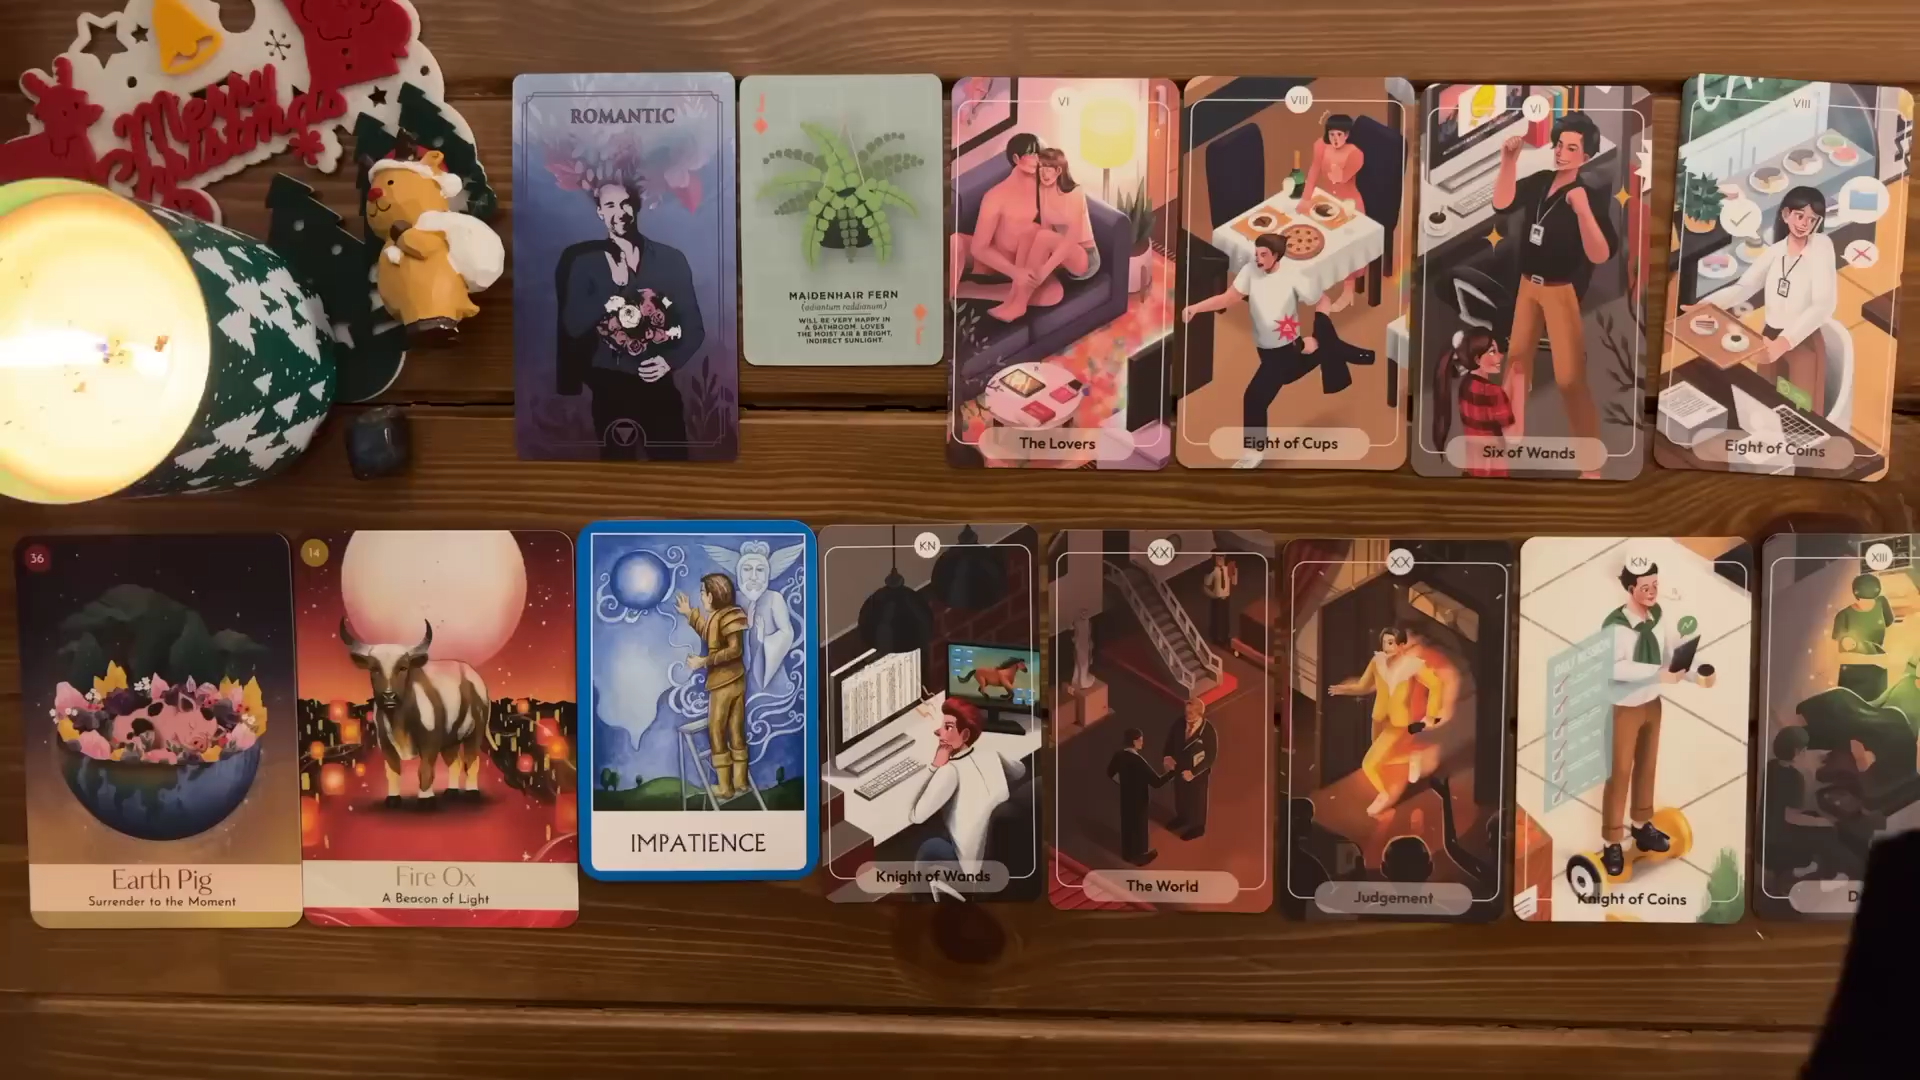 Merry
Christmas
ROMANTIC
J
MAIDENHAIR FERN
(adiantum raddianum)
WILL BE VERY HAPPY IN
A BATHROOM. LOVES
THE MOIST AIR & BRIGHT,
INDIRECT SUNLIGHT.
J
VI
The Lovers
VIII
Eight of Cups
VI
Six of Wands
VIII
Eight of Coins
36
Earth Pig
Surrender to the Moment
14
Fire Ox
A Beacon of Light
IMPATIENCE
KN
Knight of Wands
XXI
The World
XX
Judgement
KN
DAILY MISSION
Knight of Coins
XIII
D